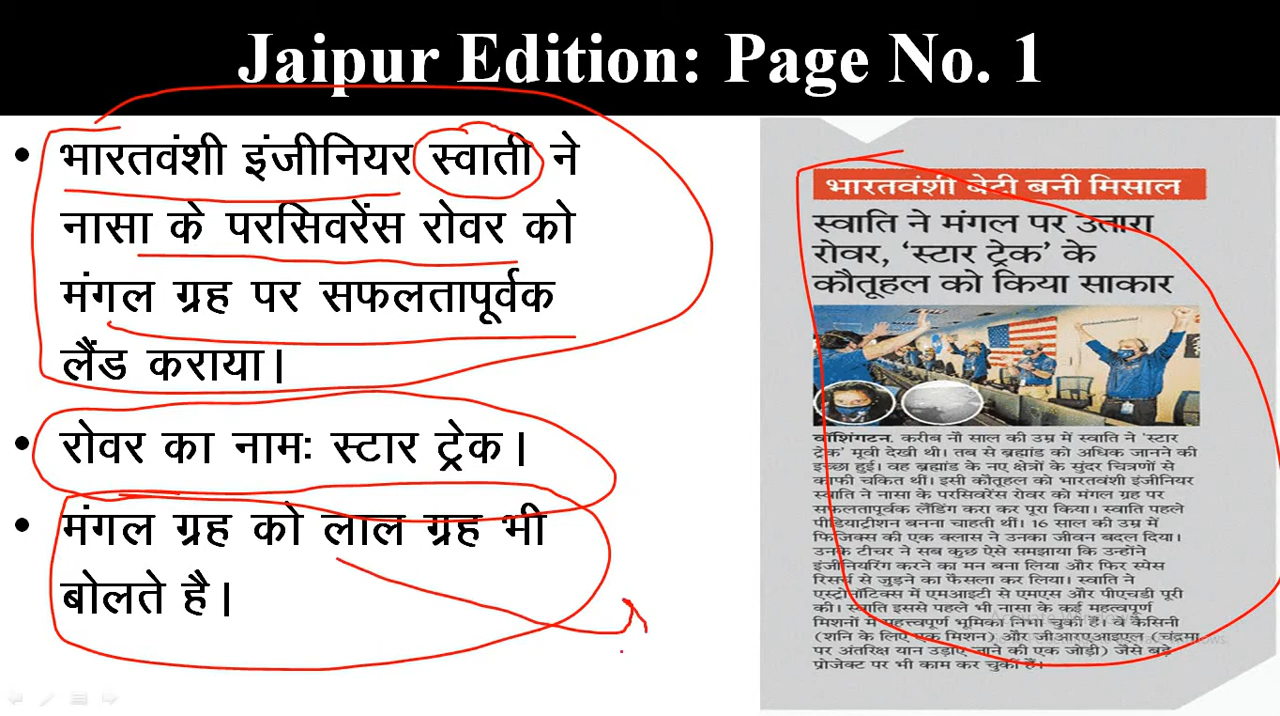 Jaipur Edition: Page No. 1
• भारतवंशी इंजीनियर स्वाती ने
नासा के परसिवरेंस रोवर को
मंगल ग्रह पर सफलतापूर्वक
लैंड कराया।
• रोवर का नामः स्टार ट्रेक।
• मंगल ग्रह को लाल ग्रह भी
बोलते है।
भारतवंशी बेटी बनी मिसाल
स्वाति ने मंगल पर उतारा
रोवर, ‘स्टार ट्रेक’ के
कौतूहल को किया साकार
वॉशिंगटन. करीब नौ साल की उम्र में स्वाति ने ‘स्टार
ट्रेक’ मूवी देखी थी। तब से ब्रह्मांड को अधिक जानने की
इच्छा हुई। वह ब्रह्मांड के नए क्षेत्रों के सुंदर चित्रणों से
काफी चकित थीं। इसी कौतूहल को भारतवंशी इंजीनियर
स्वाति ने नासा के परसिवरेंस रोवर को मंगल ग्रह पर
सफलतापूर्वक लैंडिंग करा कर पूरा किया। स्वाति पहले
पीडियाट्रीशन बनना चाहती थीं। 16 साल की उम्र में
फिजिक्स की एक क्लास ने उनका जीवन बदल दिया।
उनके टीचर ने सब कुछ ऐसे समझाया कि उन्होंने
इंजीनियरिंग करने का मन बना लिया और फिर स्पेस
रिसर्च से जुड़ने का फैसला कर लिया। स्वाति ने
एस्ट्रोनॉटिक्स में एमआइटी से एमएस और पीएचडी पूरी
की। स्वाति इससे पहले भी नासा के कई महत्वपूर्ण
मिशनों में महत्त्वपूर्ण भूमिका निभा चुकी हैं। वे कैसिनी
(शनि के लिए एक मिशन) और जीआरएआइएल (चंद्रमा
पर अंतरिक्ष यान उड़ाए जाने की एक जोड़ी) जैसे बड़े
प्रोजेक्ट पर भी काम कर चुकी हैं।